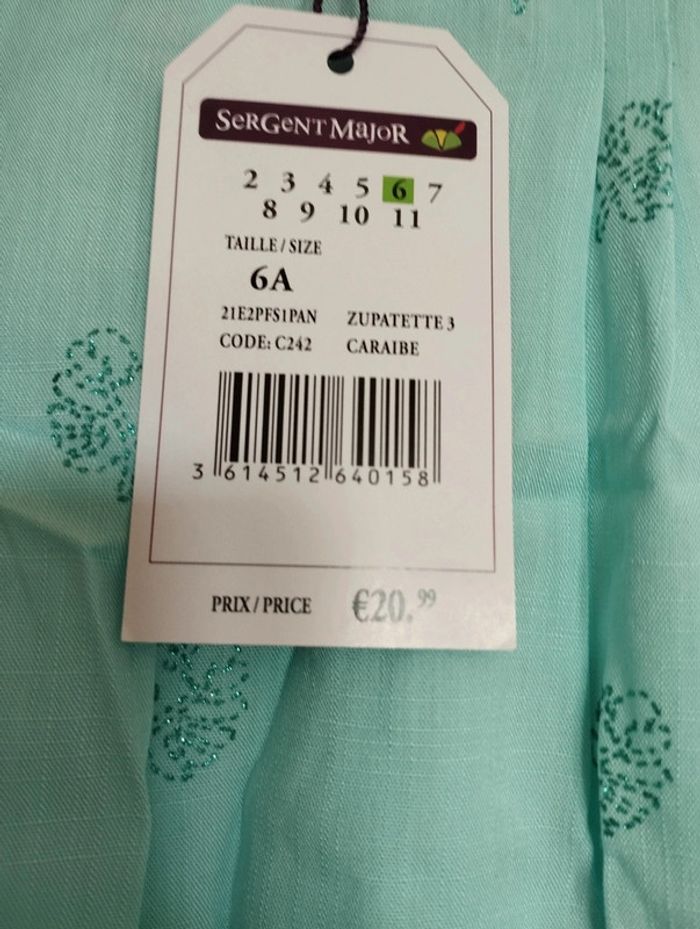 SeRGeNT MajoR
2 3 4 5 6 7
8 9 10 11
TAILLE / SIZE
6A
21E2PFS1PAN ZUPATETTE 3
CODE: C242 CARAIBE
3 614512 640158
PRIX / PRICE €20.99